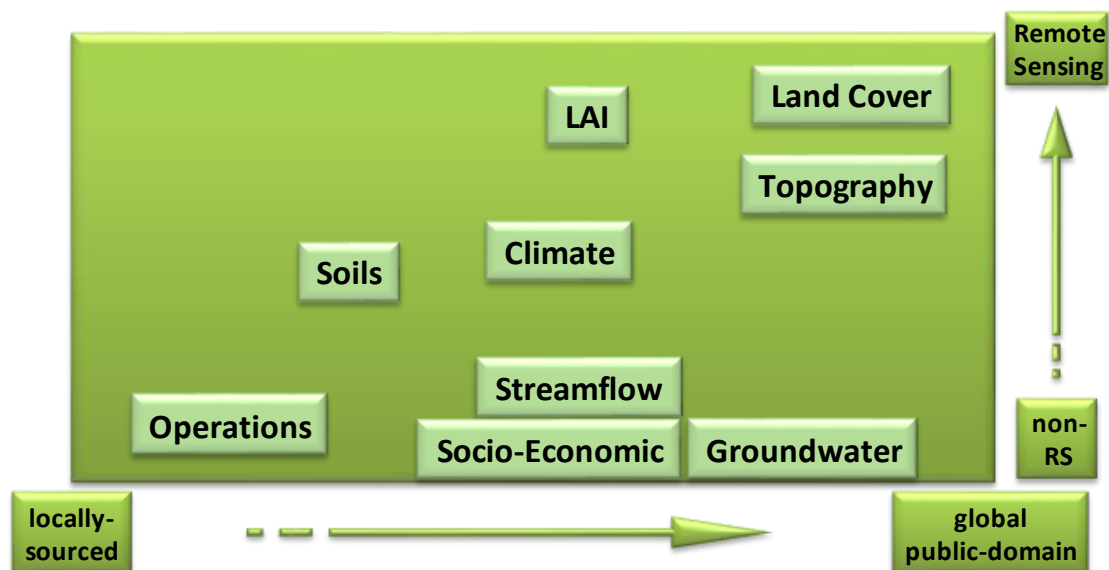 Remote
Sensing
Land Cover
LAI
Topography
Climate
Soils
Streamflow
Operations
Socio-Economic
Groundwater
non-
RS
locally-
sourced
global
public-domain